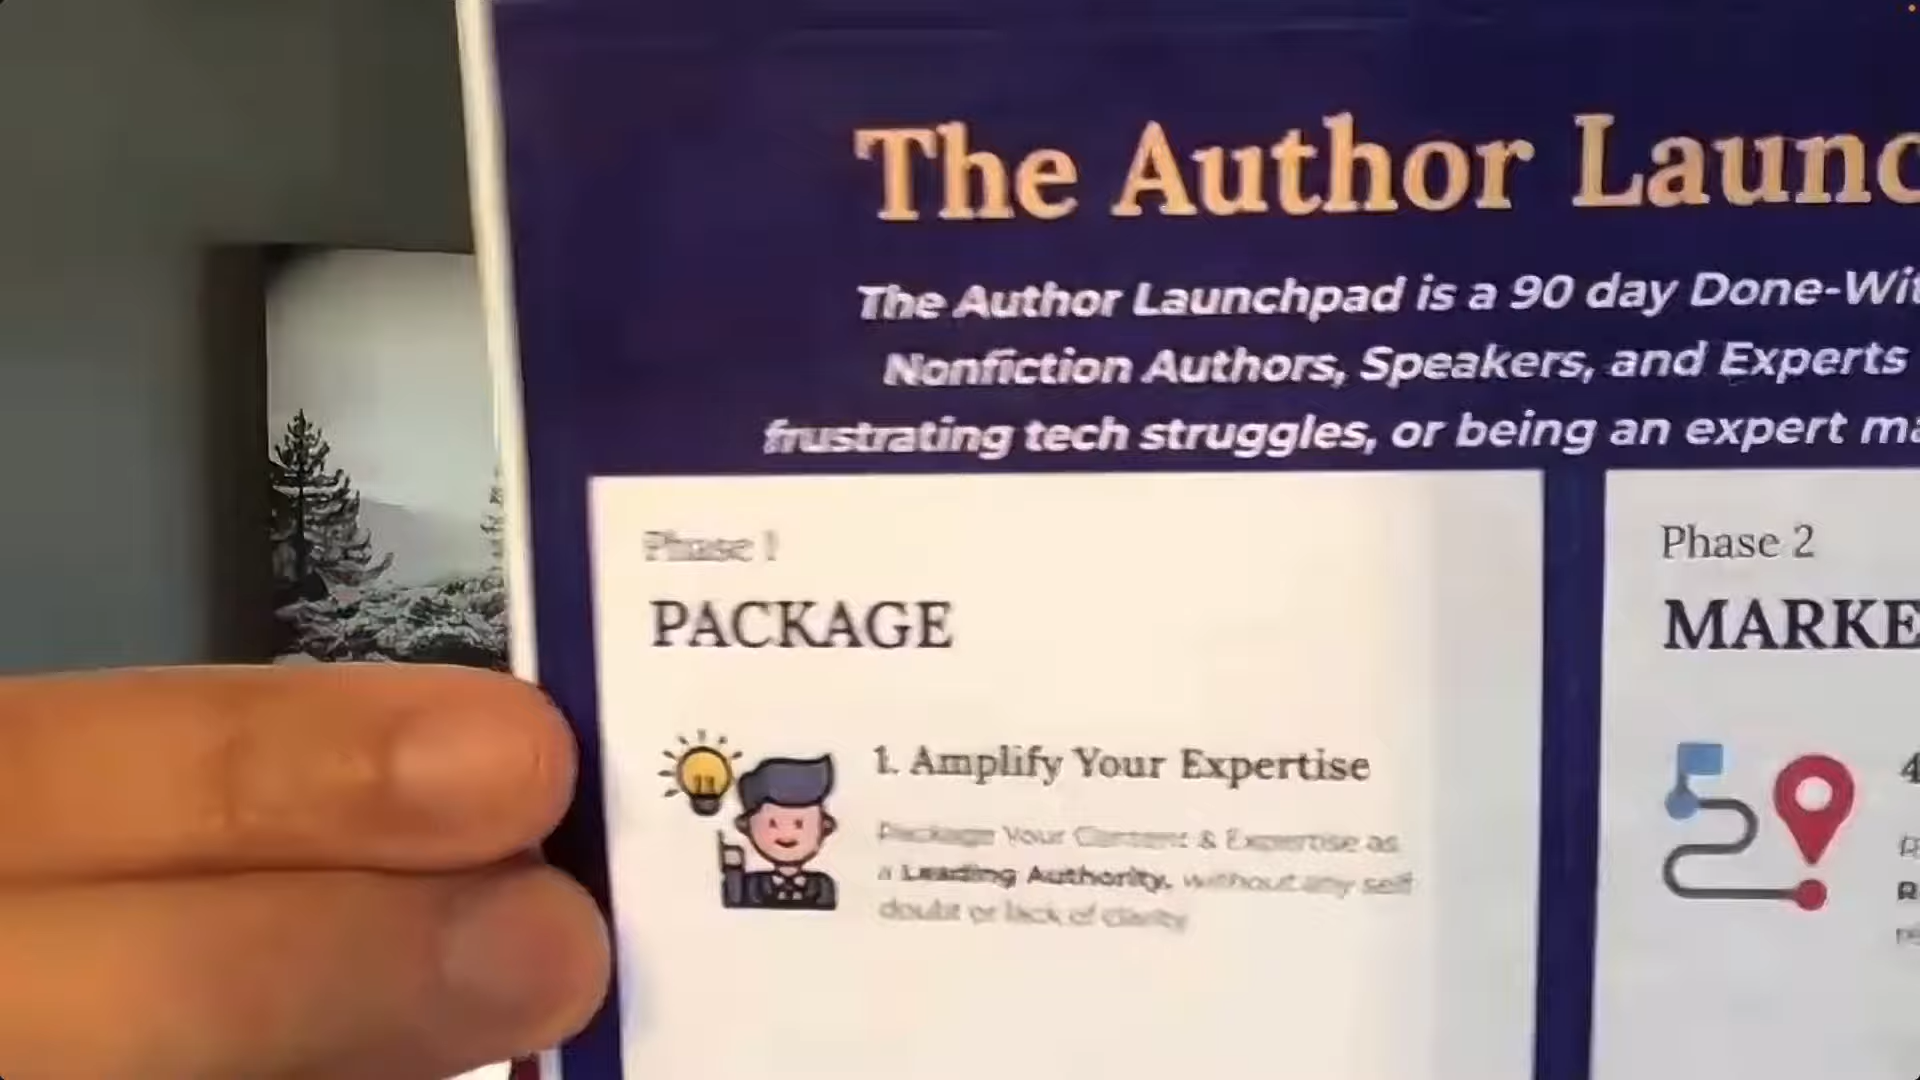 The Author Launc
The Author Launchpad is a 90 day Done-Wit
Nonfiction Authors, Speakers, and Experts
frustrating tech struggles, or being an expert ma
Phase 1
PACKAGE
1. Amplify Your Expertise
Package Your Content & Expertise as
a Leading Authority, without any self
doubt or lack of clarity
Phase 2
MARKE
4